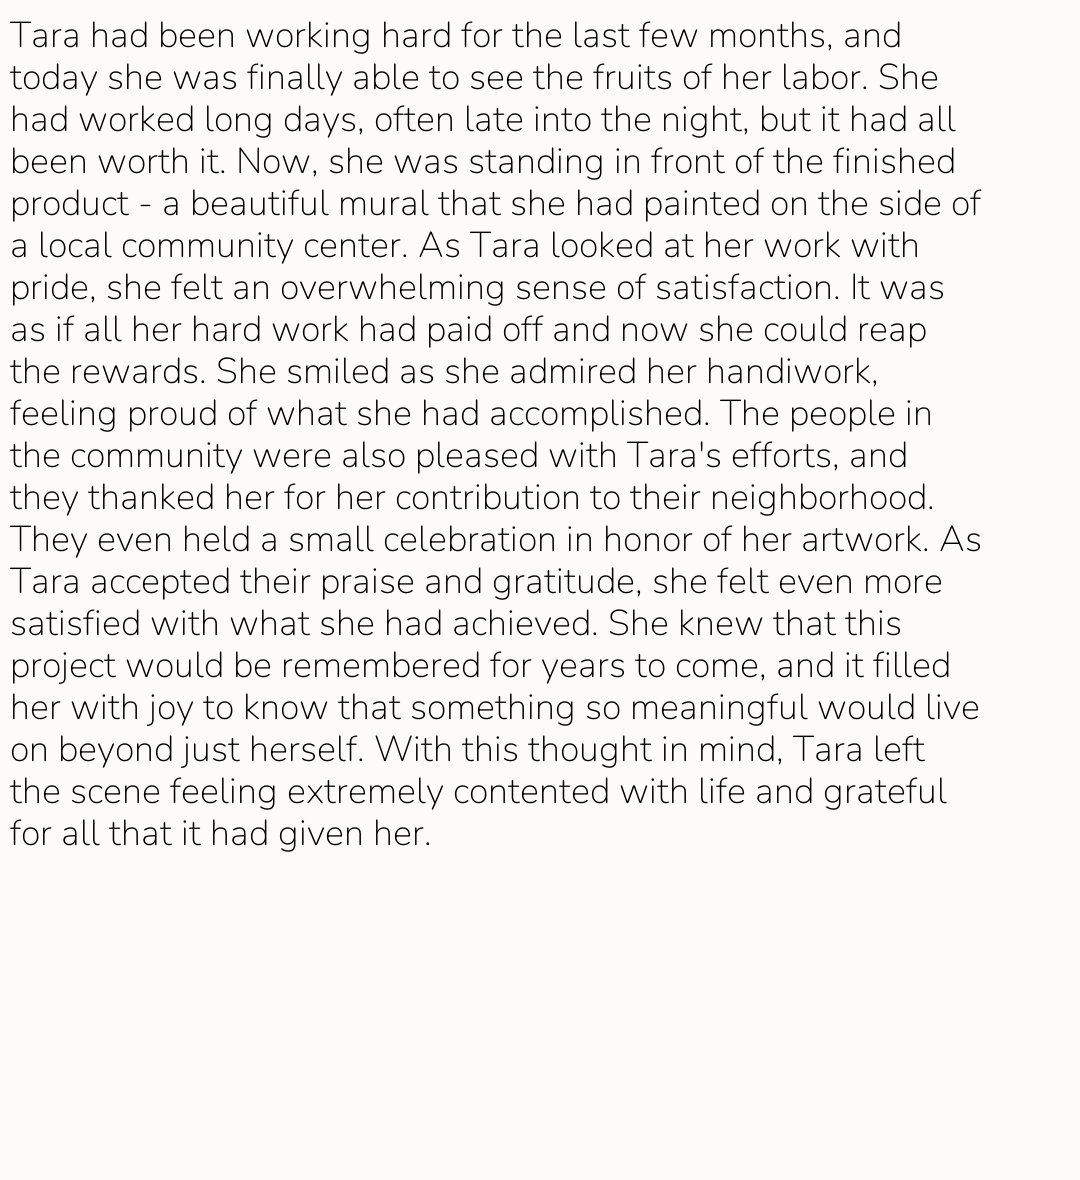 Tara had been working hard for the last few months, and
today she was finally able to see the fruits of her labor. She
had worked long days, often late into the night, but it had all
been worth it. Now, she was standing in front of the finished
product - a beautiful mural that she had painted on the side of
a local community center. As Tara looked at her work with
pride, she felt an overwhelming sense of satisfaction. It was
as if all her hard work had paid off and now she could reap
the rewards. She smiled as she admired her handiwork,
feeling proud of what she had accomplished. The people in
the community were also pleased with Tara's efforts, and
they thanked her for her contribution to their neighborhood.
They even held a small celebration in honor of her artwork. As
Tara accepted their praise and gratitude, she felt even more
satisfied with what she had achieved. She knew that this
project would be remembered for years to come, and it filled
her with joy to know that something so meaningful would live
on beyond just herself. With this thought in mind, Tara left
the scene feeling extremely contented with life and grateful
for all that it had given her.